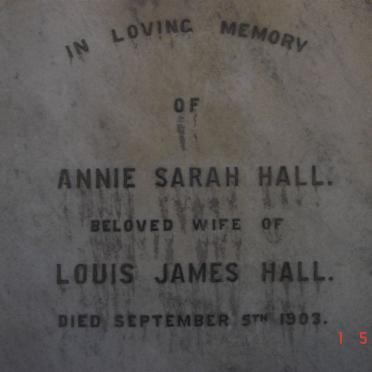 IN LOVING MEMORY
OF
ANNIE SARAH HALL.
BELOVED WIFE OF
LOUIS JAMES HALL.
DIED SEPTEMBER 5TH 1903.
1 5